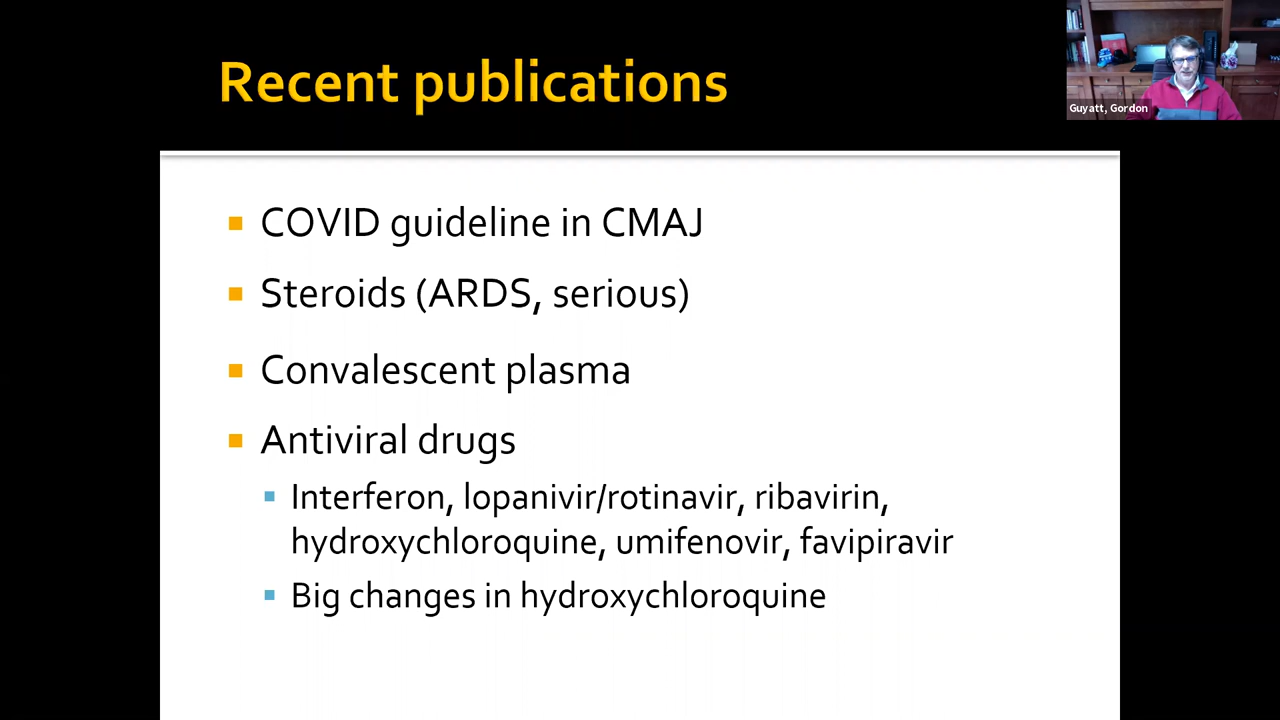 Recent publications
Guyatt, Gordon
COVID guideline in CMAJ
Steroids (ARDS, serious)
Convalescent plasma
Antiviral drugs
Interferon, lopanivir/rotinavir, ribavirin,
hydroxychloroquine, umifenovir, favipiravir
Big changes in hydroxychloroquine